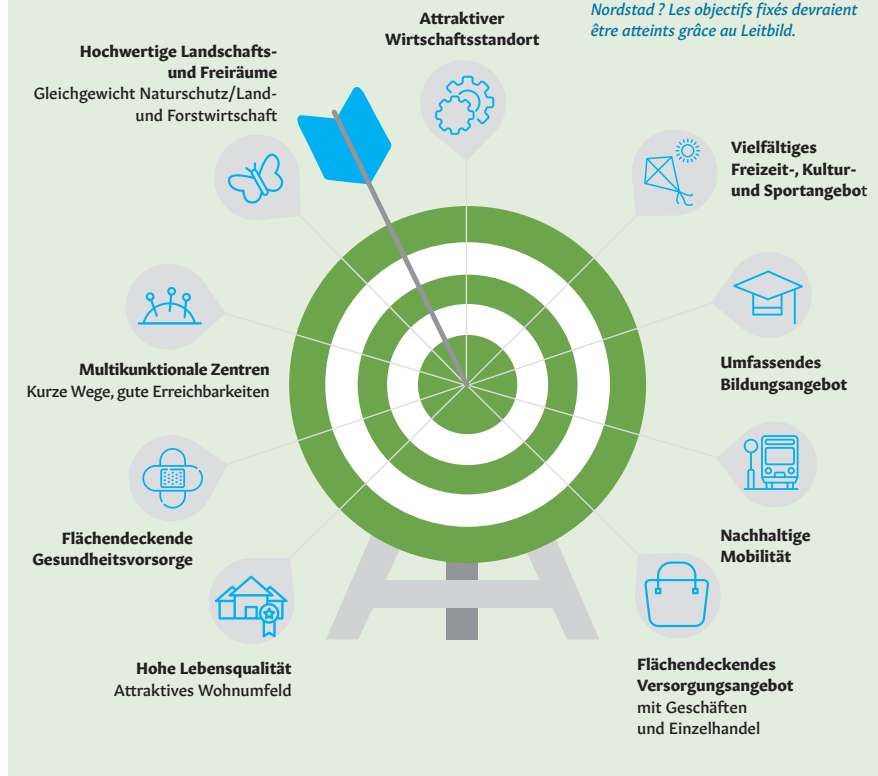 Nordstad ? Les objectifs fixés devraient
être atteints grâce au Leitbild.
Attraktiver
Wirtschaftsstandort
Hochwertige Landschafts-
und Freiräume
Gleichgewicht Naturschutz/Land-
und Forstwirtschaft
Vielfältiges
Freizeit-, Kultur-
und Sportangebot
Multikunktionale Zentren
Kurze Wege, gute Erreichbarkeiten
Umfassendes
Bildungsangebot
Flächendeckende
Gesundheitsvorsorge
Nachhaltige
Mobilität
Hohe Lebensqualität
Attraktives Wohnumfeld
Flächendeckendes
Versorgungsangebot
mit Geschäften
und Einzelhandel